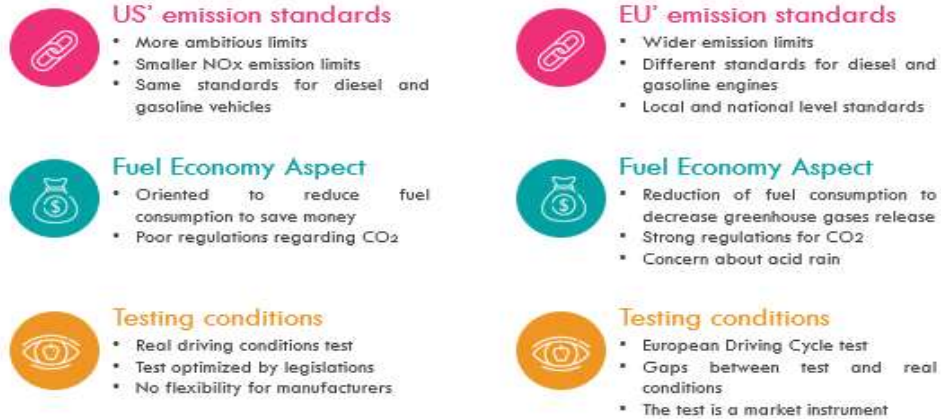 US' emission standards
▪ More ambitious limits
▪ Smaller NOx emission limits
▪ Same standards for diesel and
gasoline vehicles
Fuel Economy Aspect
▪ Oriented to reduce fuel
consumption to save money
▪ Poor regulations regarding CO2
Testing conditions
▪ Real driving conditions test
▪ Test optimized by legislations
▪ No flexibility for manufacturers
EU' emission standards
▪ Wider emission limits
▪ Different standards for diesel and
gasoline engines
▪ Local and national level standards
Fuel Economy Aspect
▪ Reduction of fuel consumption to
decrease greenhouse gases release
▪ Strong regulations for CO2
▪ Concern about acid rain
Testing conditions
▪ European Driving Cycle test
▪ Gaps between test and real
conditions
▪ The test is a market instrument